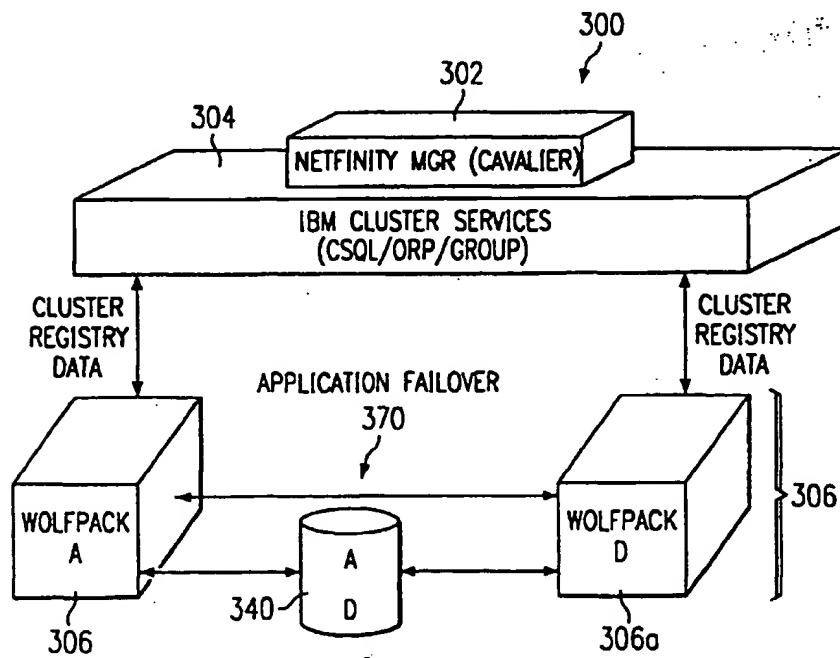 300
302
304
NETFINITY MGR (CAVALIER)
IBM CLUSTER SERVICES
(CSQL/ORP/GROUP)
CLUSTER
REGISTRY
DATA
CLUSTER
REGISTRY
DATA
APPLICATION FAILOVER
370
306
WOLFPACK
A
WOLFPACK
D
A
D
340
306
306a